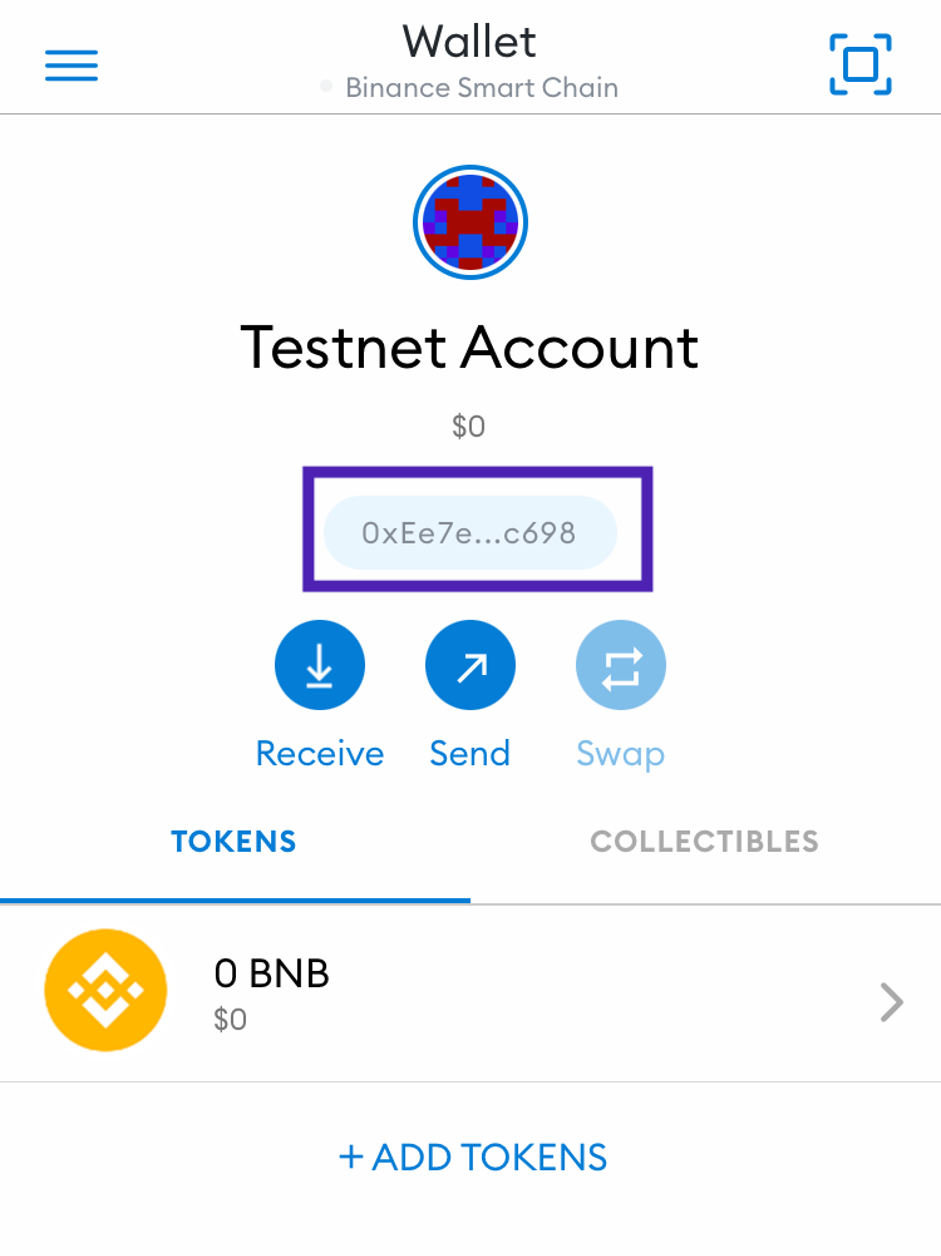 Wallet
Binance Smart Chain
Testnet Account
$0
0xEe7e...c698
Receive Send Swap
TOKENS COLLECTIBLES
0 BNB
$0
+ ADD TOKENS